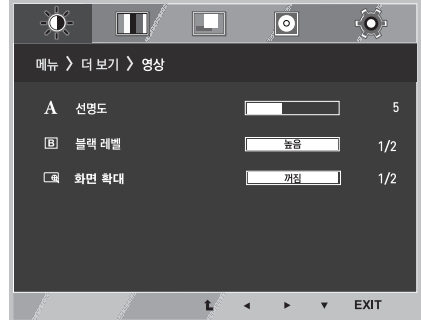 메뉴 > 더 보기 > 영상
A 선명도 5
B 블랙 레벨 높음 1/2
화면 확대 꺼짐 1/2
EXIT